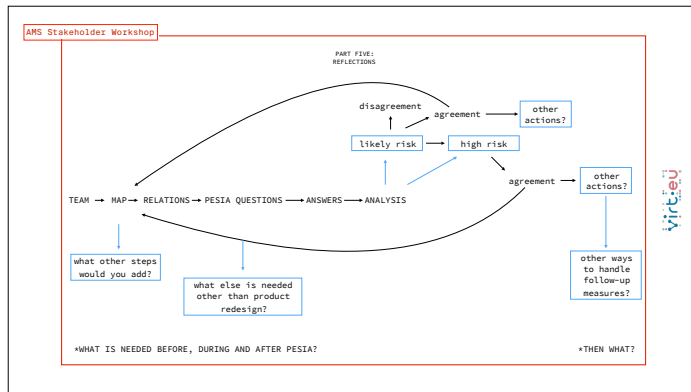 AMS Stakeholder Workshop
PART FIVE:
REFLECTIONS
disagreement
agreement
other
actions?
likely risk
high risk
agreement
other
actions?
TEAM
MAP
RELATIONS
PESIA QUESTIONS
ANSWERS
ANALYSIS
what other steps
would you add?
what else is needed
other than product
redesign?
other ways
to handle
follow-up
measures?
*WHAT IS NEEDED BEFORE, DURING AND AFTER PESIA?
*THEN WHAT?
virt:eu